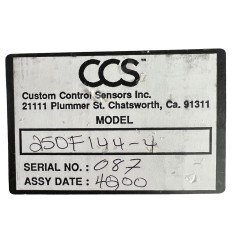 CCS
Custom Control Sensors Inc.
21111 Plummer St. Chatsworth, Ca. 91311
MODEL
250F144-4
SERIAL NO.: 087
ASSY DATE: 4900